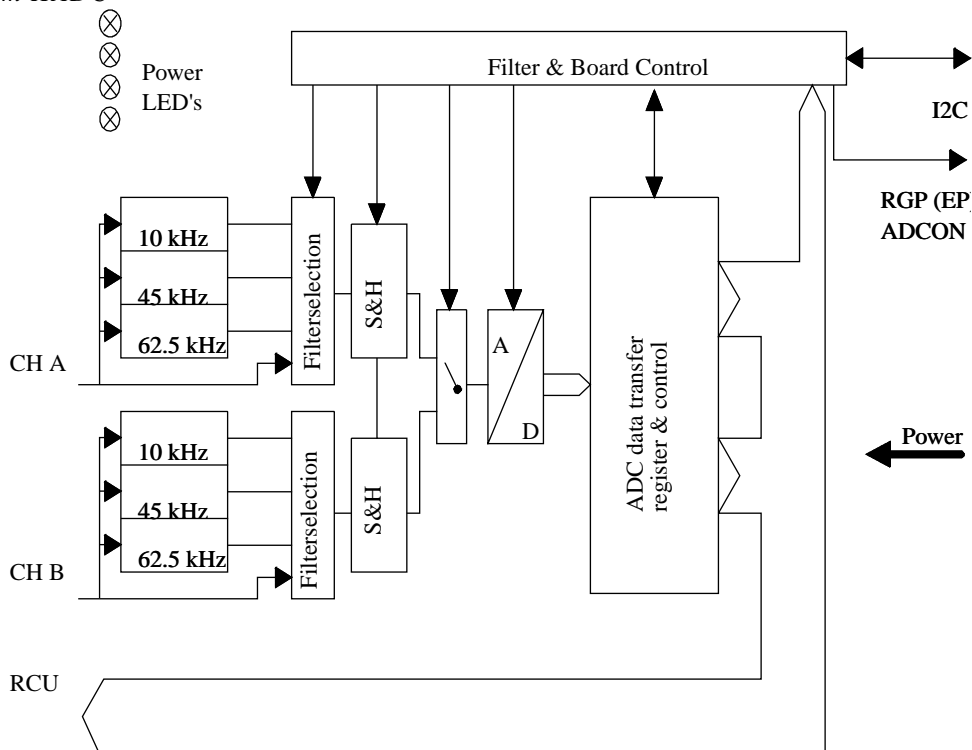 Power
LED's
Filter & Board Control
I2C
RGP (EP)
ADCON
10 kHz
45 kHz
62.5 kHz
CH A
Filterselection
S&H
A
D
ADC data transfer
register & control
Power
10 kHz
45 kHz
62.5 kHz
CH B
Filterselection
S&H
RCU